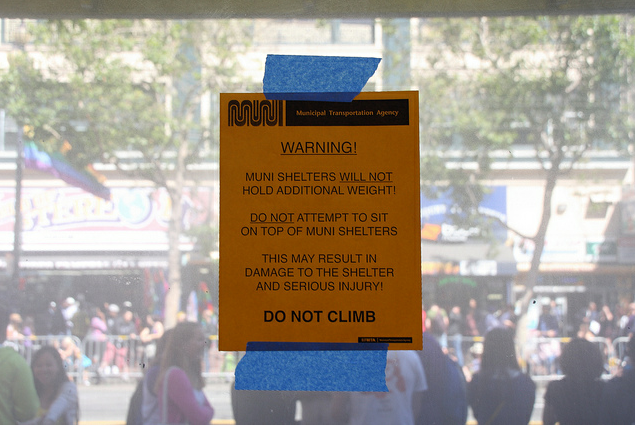 MUNI Municipal Transportation Agency
WARNING!
MUNI SHELTERS WILL NOT
HOLD ADDITIONAL WEIGHT!
DO NOT ATTEMPT TO SIT
ON TOP OF MUNI SHELTERS
THIS MAY RESULT IN
DAMAGE TO THE SHELTER
AND SERIOUS INJURY!
DO NOT CLIMB